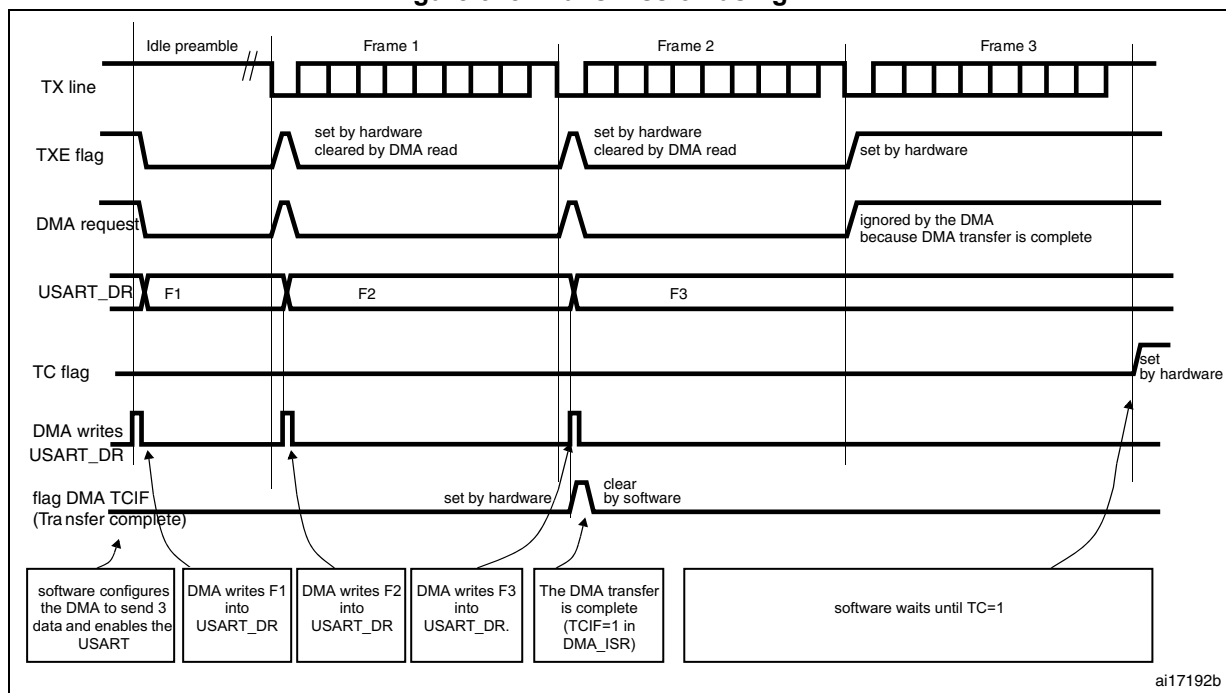 Idle preamble
Frame 1
Frame 2
Frame 3
TX line
TXE flag
set by hardware
cleared by DMA read
set by hardware
cleared by DMA read
set by hardware
DMA request
ignored by the DMA
because DMA transfer is complete
USART_DR
F1
F2
F3
TC flag
set
by hardware
DMA writes
USART_DR
flag DMA TCIF
(Transfer complete)
set by hardware
clear
by software
software configures
the DMA to send 3
data and enables the
USART
DMA writes F1
into
USART_DR
DMA writes F2
into
USART_DR
DMA writes F3
into
USART_DR.
The DMA transfer
is complete
(TCIF=1 in
DMA_ISR)
software waits until TC=1
ai17192b